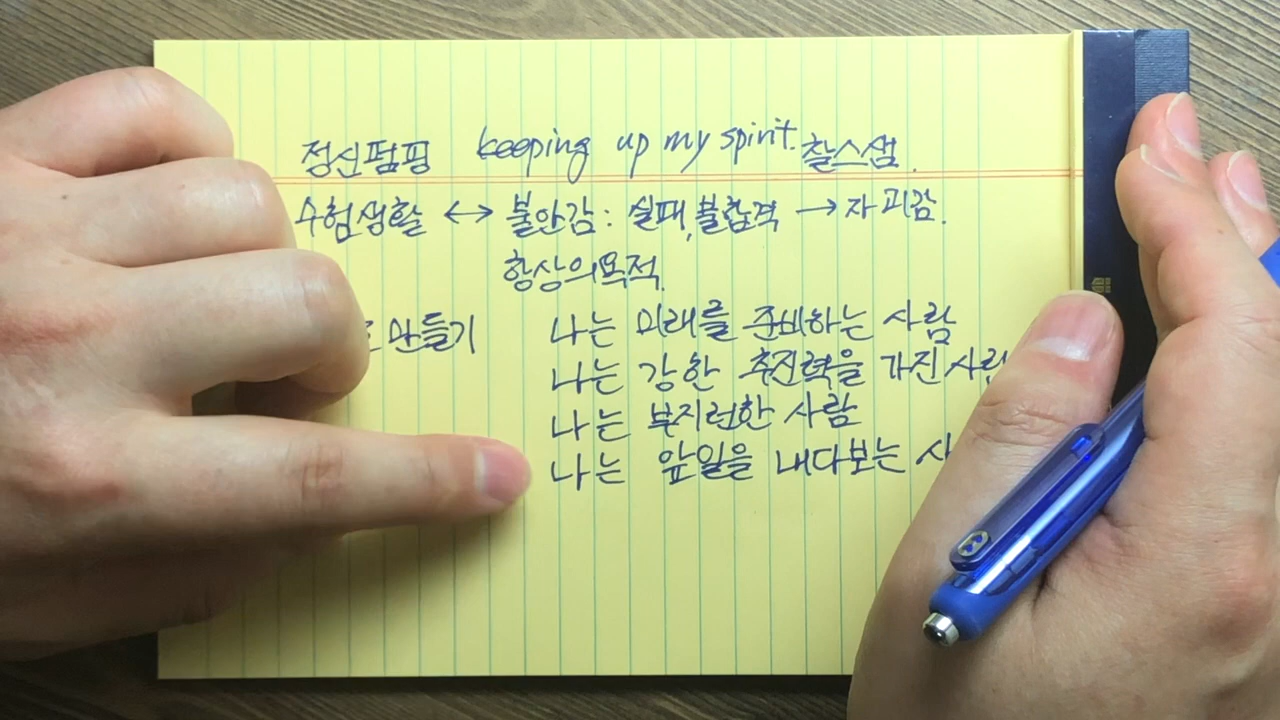 정신펌핑 keeping up my spirit. 찰스쌤.
수험생활 ↔ 불안감: 실패, 불합격 → 자괴감.
항상의목적.
만들기 나는 미래를 준비하는 사람
나는 강한 추진력을 가진 사람
나는 부지런한 사람
나는 앞일을 내다보는 사